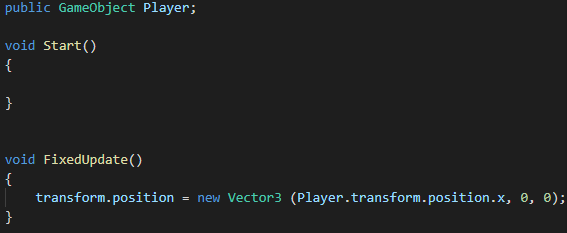 public GameObject Player;
void Start()
{
}
void FixedUpdate()
{
transform.position = new Vector3 (Player.transform.position.x, 0, 0);
}